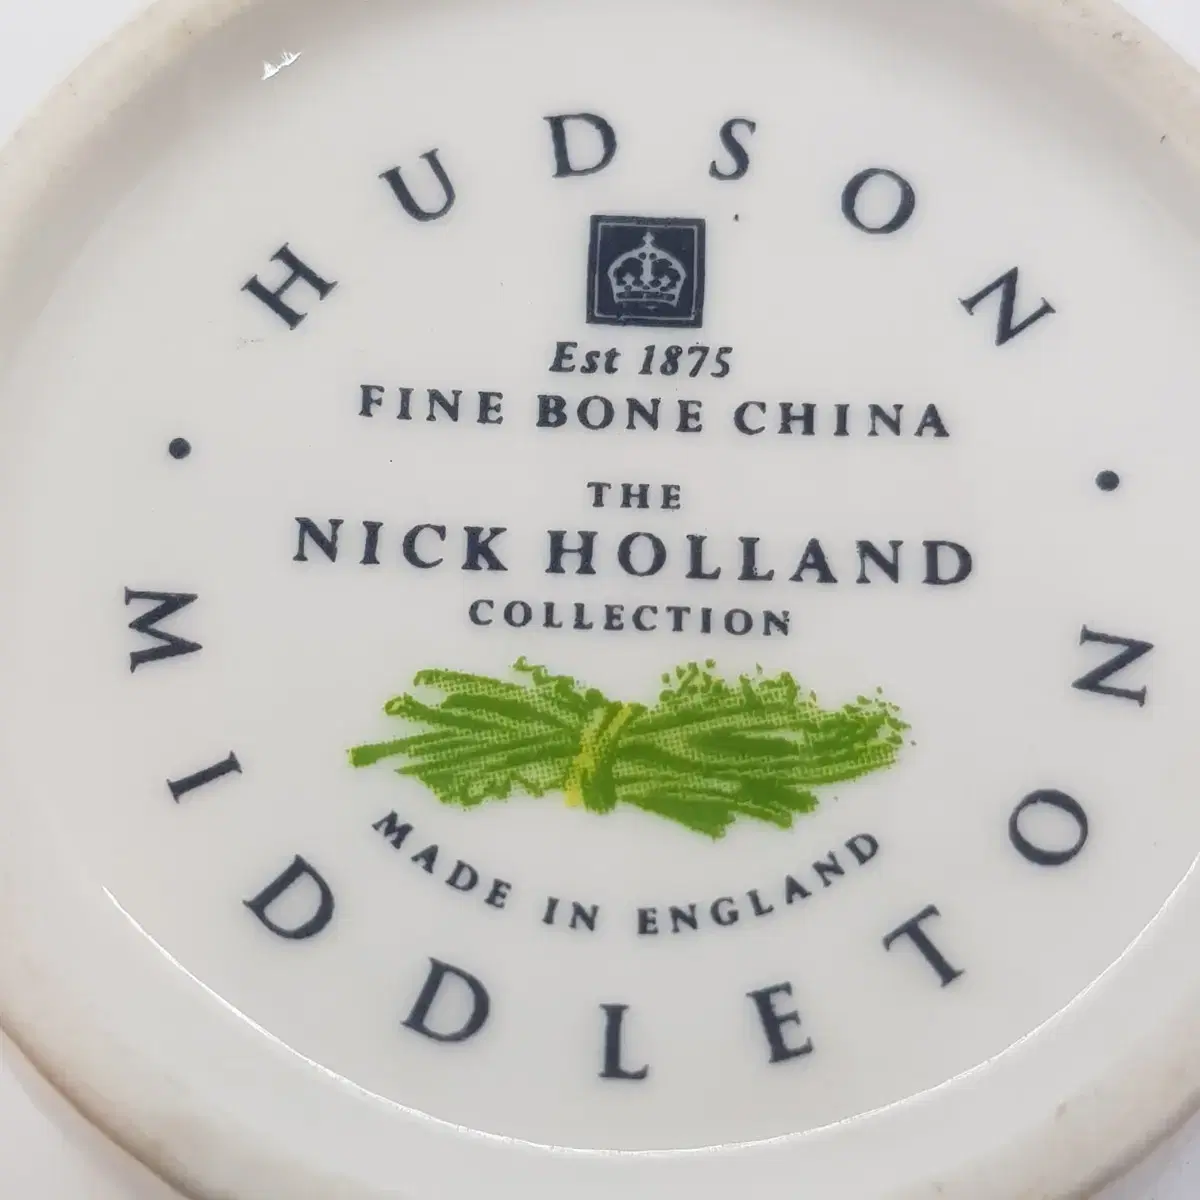 HUDSON
Est 1875
FINE BONE CHINA
THE
NICK HOLLAND
COLLECTION
MADE IN ENGLAND
MIDDLETON